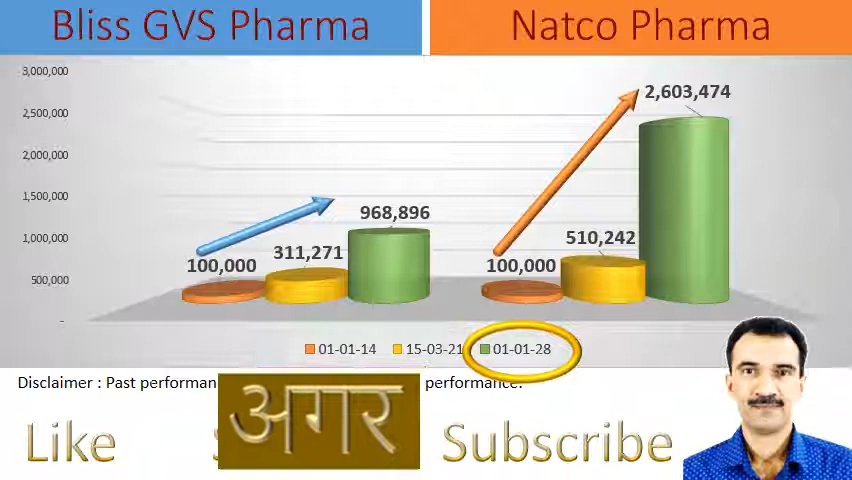 Bliss GVS Pharma
Natco Pharma
3,000,000
2,500,000
2,000,000
1,500,000
1,000,000
500,000
-
100,000
311,271
968,896
100,000
510,242
2,603,474
01-01-14
15-03-21
01-01-28
Disclaimer : Past performan performance.
Like
अगर
Subscribe